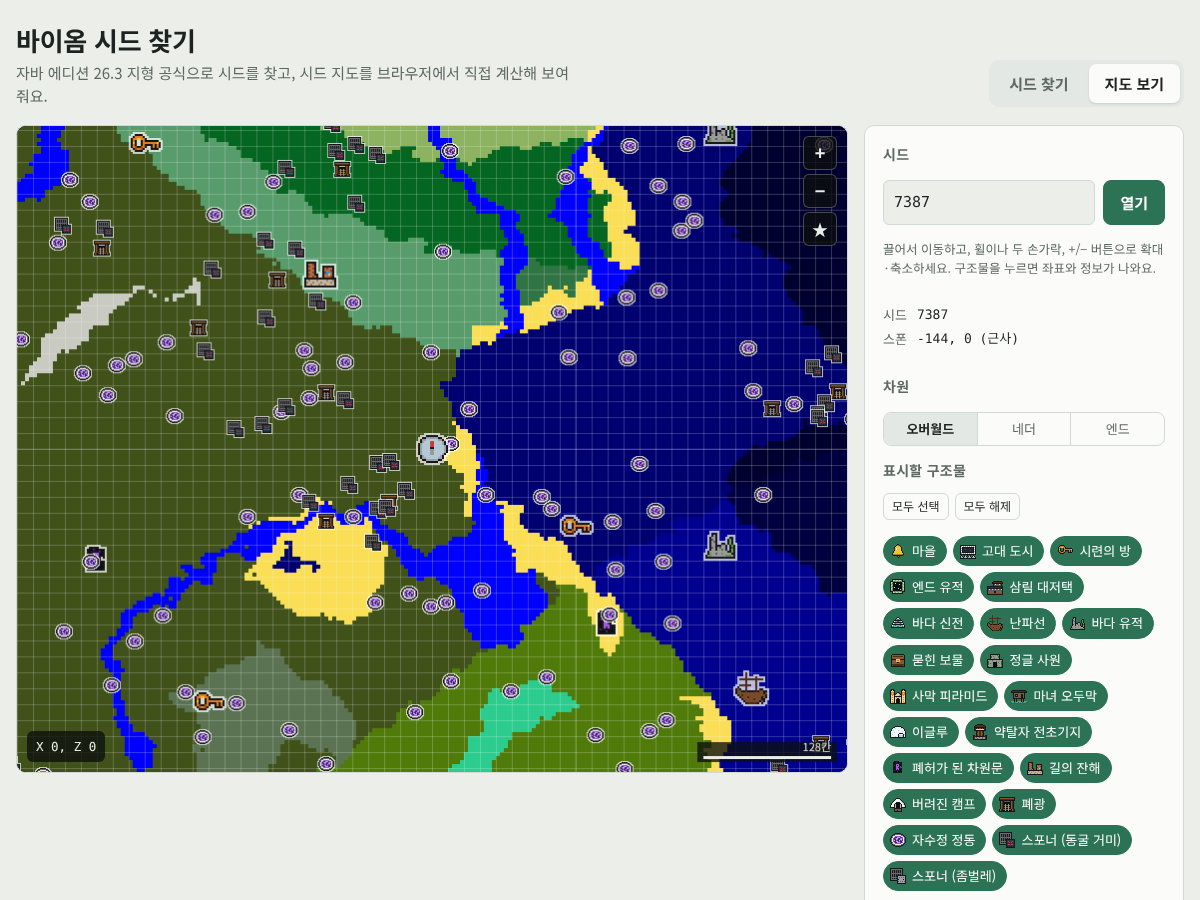 바이옴 시드 찾기
자바 에디션 26.3 지형 공식으로 시드를 찾고, 시드 지도를 브라우저에서 직접 계산해 보여
줘요.
시드 찾기
지도 보기
+
−
★
X 0, Z 0
128칸
시드
7387
열기
끌어서 이동하고, 휠이나 두 손가락, +/− 버튼으로 확대
·축소하세요. 구조물을 누르면 좌표와 정보가 나와요.
시드 7387
스폰 -144, 0 (근사)
차원
오버월드
네더
엔드
표시할 구조물
모두 선택
모두 해제
마을
고대 도시
시련의 방
엔드 유적
삼림 대저택
바다 신전
난파선
바다 유적
묻힌 보물
정글 사원
사막 피라미드
마녀 오두막
이글루
약탈자 전초기지
폐허가 된 차원문
길의 잔해
버려진 캠프
폐광
자수정 정동
스포너 (동굴 거미)
스포너 (좀벌레)